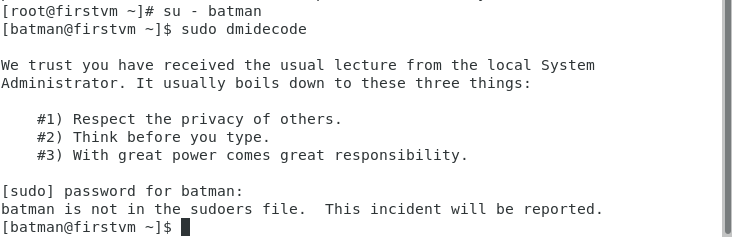 [root@firstvm ~]# su - batman
[batman@firstvm ~]$ sudo dmidecode
We trust you have received the usual lecture from the local System
Administrator. It usually boils down to these three things:
#1) Respect the privacy of others.
#2) Think before you type.
#3) With great power comes great responsibility.
[sudo] password for batman:
batman is not in the sudoers file.  This incident will be reported.
[batman@firstvm ~]$